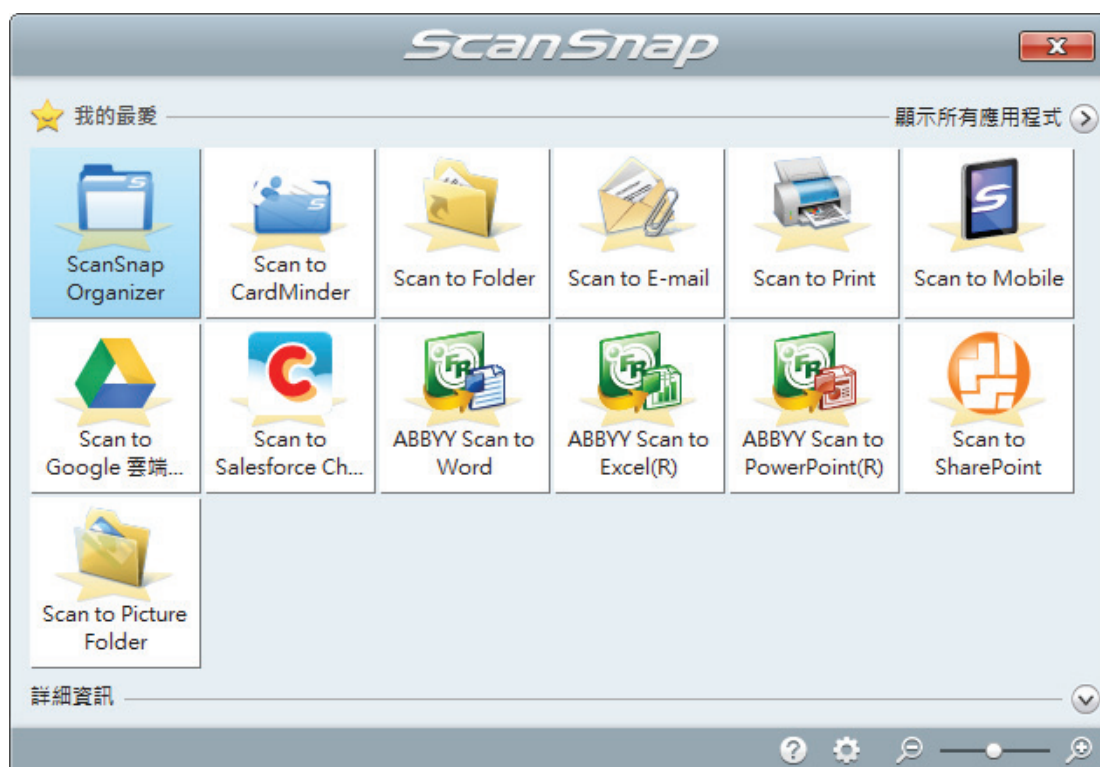 ScanSnap
我的最愛
顯示所有應用程式
ScanSnap
Organizer
Scan to
CardMinder
Scan to Folder
Scan to E-mail
Scan to Print
Scan to Mobile
Scan to
Google 雲端...
Scan to
Salesforce Ch...
ABBYY Scan to
Word
ABBYY Scan to
Excel(R)
ABBYY Scan to
PowerPoint(R)
Scan to
SharePoint
Scan to Picture
Folder
詳細資訊